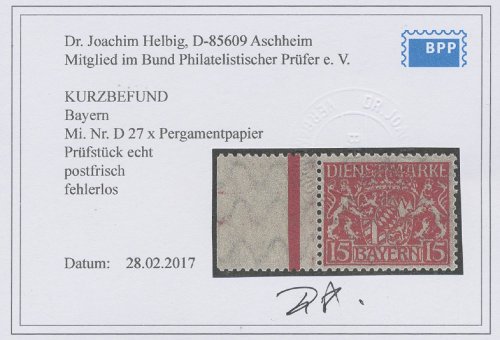 Dr. Joachim Helbig, D-85609 Aschheim
Mitglied im Bund Philatelistischer Prüfer e. V.
BPP
KURZBEFUND
Bayern
Mi. Nr. D 27 x Pergamentpapier
Prüfstück echt
postfrisch
fehlerlos
DIENSTMARKE
15 15
BAYERN
Datum: 28.02.2017